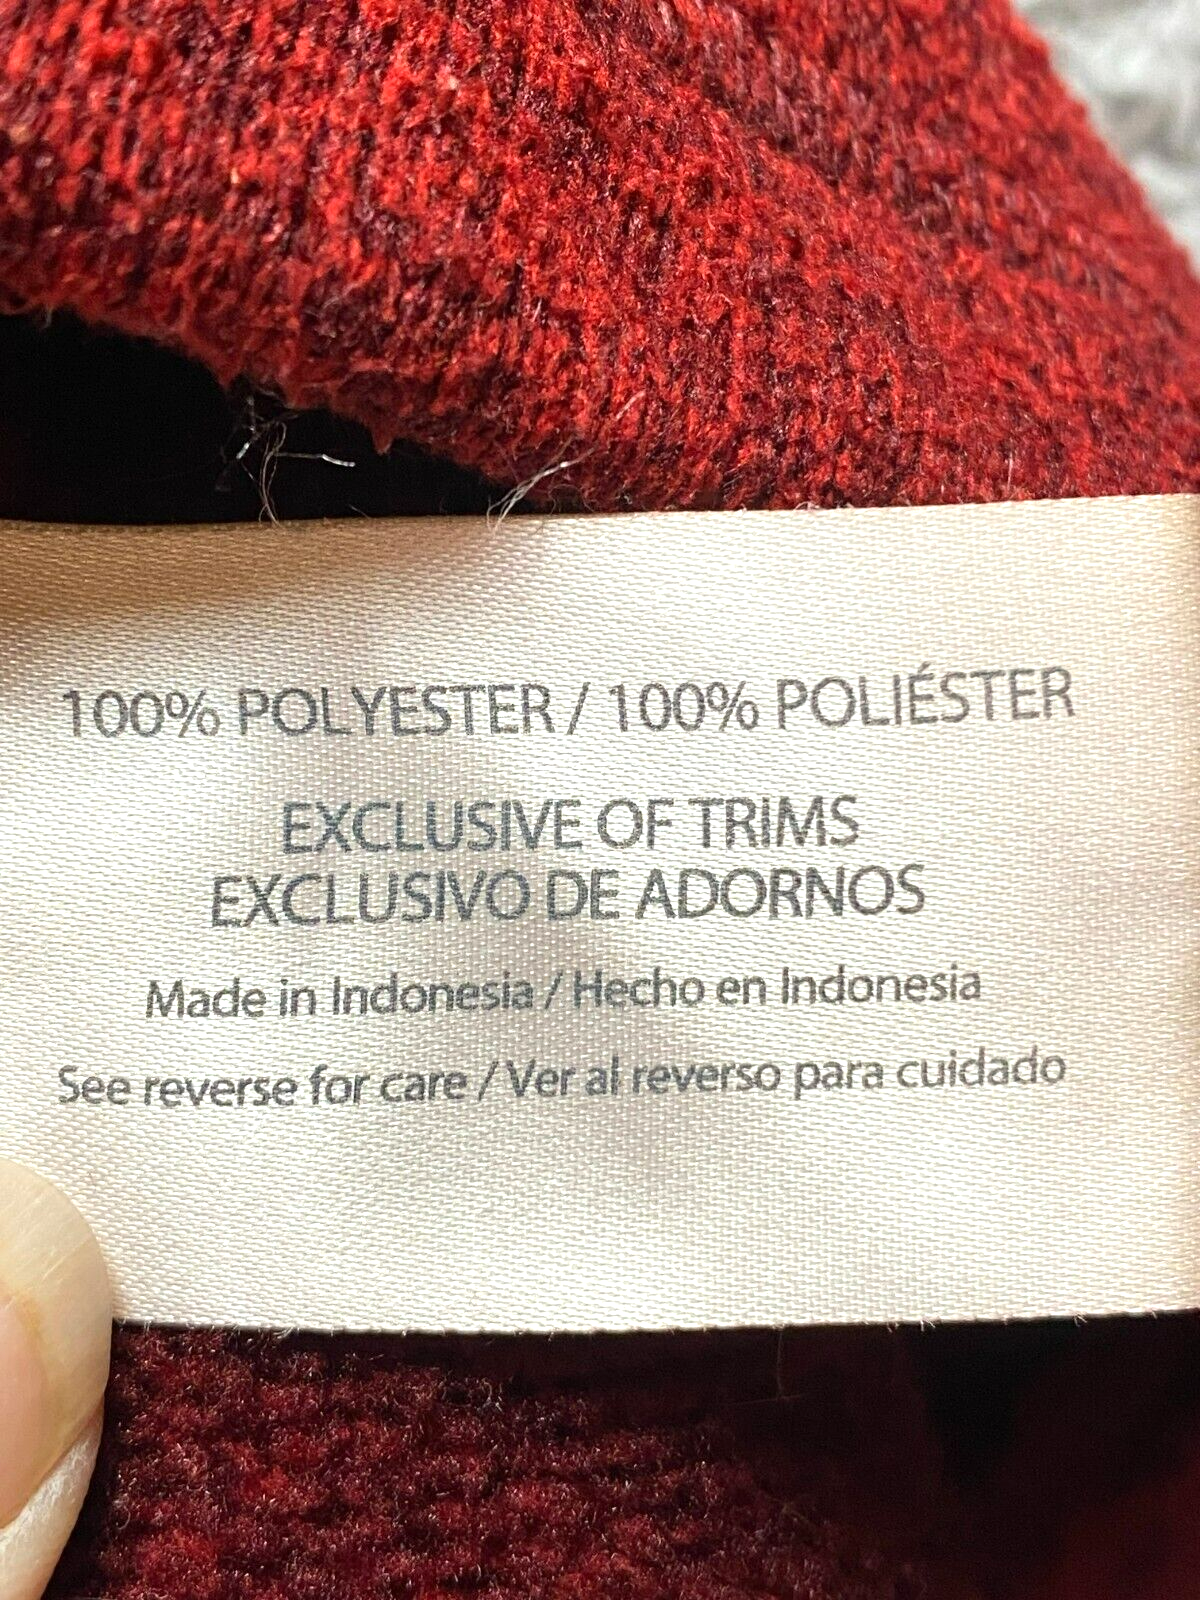 100% POLYESTER / 100% POLIÉSTER
EXCLUSIVE OF TRIMS
EXCLUSIVO DE ADORNOS
Made in Indonesia / Hecho en Indonesia
See reverse for care / Ver al reverso para cuidado